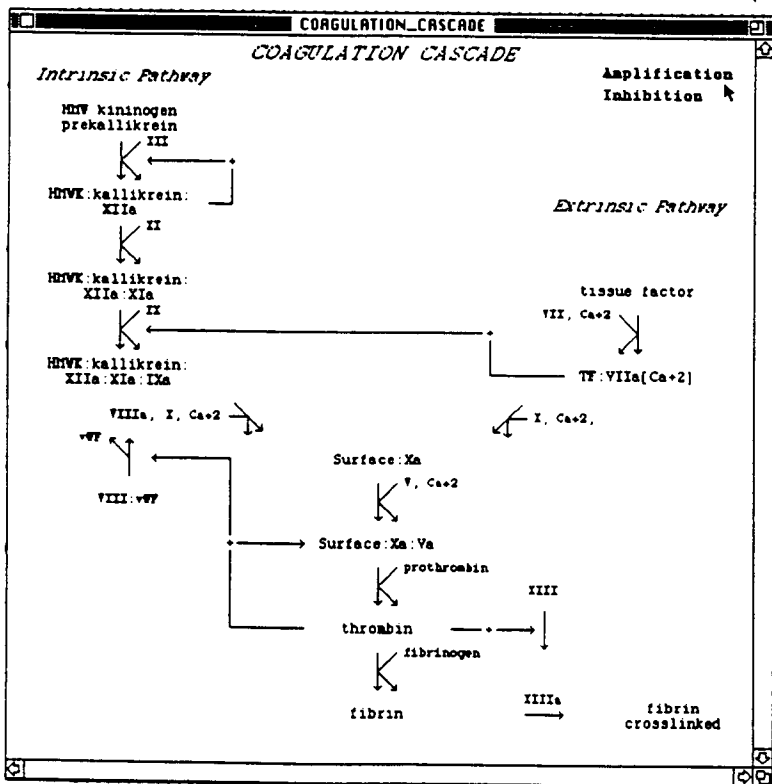 COAGULATION_CASCADE
COAGULATION CASCADE
Intrinsic Pathway
Amplification
Inhibition
HMW kininogen
prekallikrein
XII
+
HMWK:kallikrein:
XIIa
Extrinsic Pathway
XI
HMWK:kallikrein:
XIIa:XIa
tissue factor
VII, Ca+2
IX
+
HMWK:kallikrein:
XIIa:XIa:IXa
TF:VIIa[Ca+2]
VIIIa, X, Ca+2
X, Ca+2,
vWF
Surface:Xa
V, Ca+2
VIII:vWF
+
Surface:Xa:Va
prothrombin
XIII
thrombin
+
fibrinogen
fibrin
XIIIa
fibrin
crosslinked